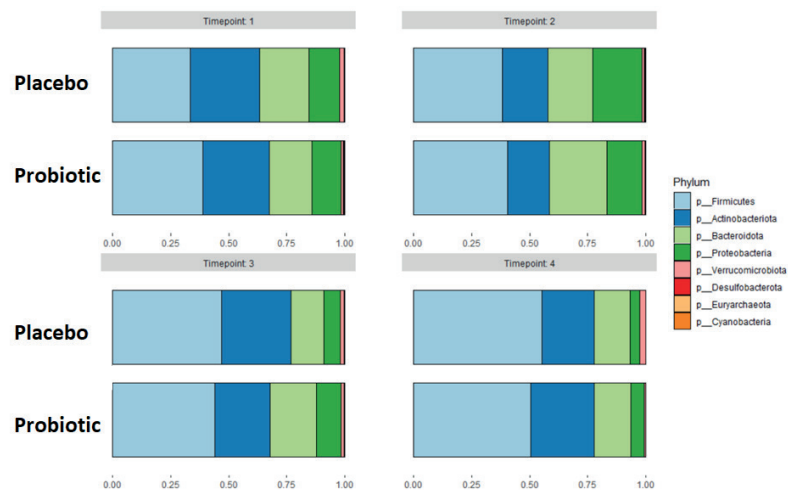 Timepoint: 1
Timepoint: 2
Placebo
Probiotic
0.00 0.25 0.50 0.75 1.00
0.00 0.25 0.50 0.75 1.00
Timepoint: 3
Timepoint: 4
Placebo
Probiotic
0.00 0.25 0.50 0.75 1.00
0.00 0.25 0.50 0.75 1.00
Phylum
p__Firmicutes
p__Actinobacteriota
p__Bacteroidota
p__Proteobacteria
p__Verrucomicrobiota
p__Desulfobacterota
p__Euryarchaeota
p__Cyanobacteria